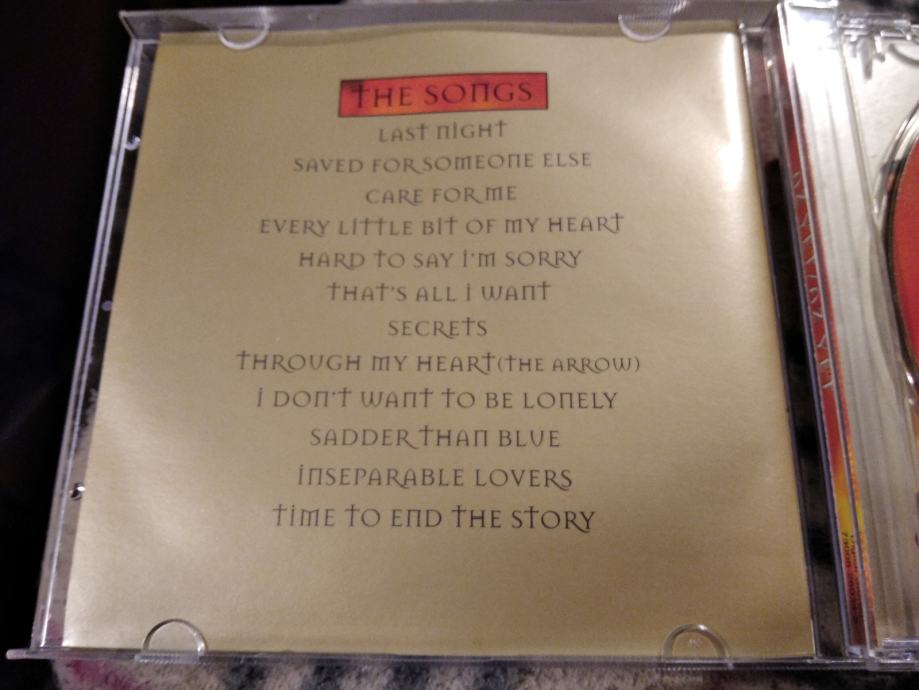 THE SONGS
LAST NIGHT
SAVED FOR SOMEONE ELSE
CARE FOR ME
EVERY LITTLE BIT OF MY HEART
HARD TO SAY I'M SORRY
THAT'S ALL I WANT
SECRETS
THROUGH MY HEART (THE ARROW)
I DON'T WANT TO BE LONELY
SADDER THAN BLUE
INSEPARABLE LOVERS
TIME TO END THE STORY